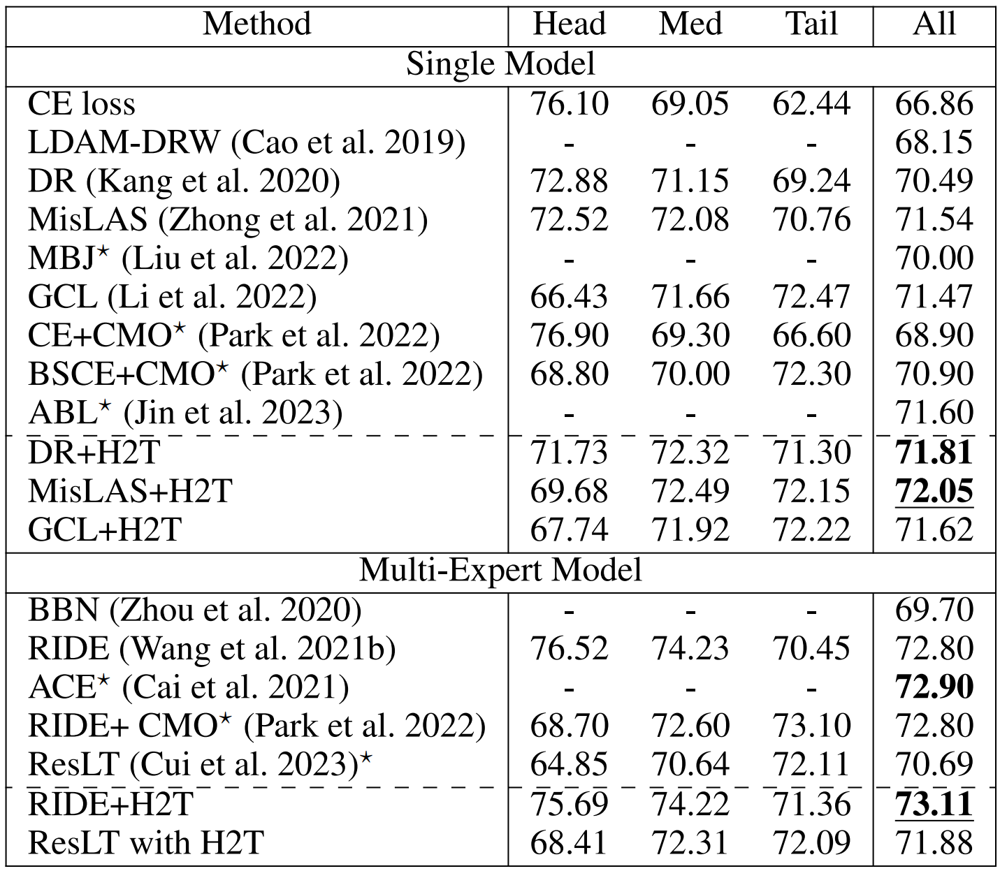 Method Head Med Tail All
Single Model
CE loss 76.10 69.05 62.44 66.86
LDAM-DRW (Cao et al. 2019) - - - 68.15
DR (Kang et al. 2020) 72.88 71.15 69.24 70.49
MisLAS (Zhong et al. 2021) 72.52 72.08 70.76 71.54
MBJ⋆ (Liu et al. 2022) - - - 70.00
GCL (Li et al. 2022) 66.43 71.66 72.47 71.47
CE+CMO⋆ (Park et al. 2022) 76.90 69.30 66.60 68.90
BSCE+CMO⋆ (Park et al. 2022) 68.80 70.00 72.30 70.90
ABL⋆ (Jin et al. 2023) - - - 71.60
DR+H2T 71.73 72.32 71.30 71.81
MisLAS+H2T 69.68 72.49 72.15 72.05
GCL+H2T 67.74 71.92 72.22 71.62
Multi-Expert Model
BBN (Zhou et al. 2020) - - - 69.70
RIDE (Wang et al. 2021b) 76.52 74.23 70.45 72.80
ACE⋆ (Cai et al. 2021) - - - 72.90
RIDE+ CMO⋆ (Park et al. 2022) 68.70 72.60 73.10 72.80
ResLT (Cui et al. 2023)⋆ 64.85 70.64 72.11 70.69
RIDE+H2T 75.69 74.22 71.36 73.11
ResLT with H2T 68.41 72.31 72.09 71.88